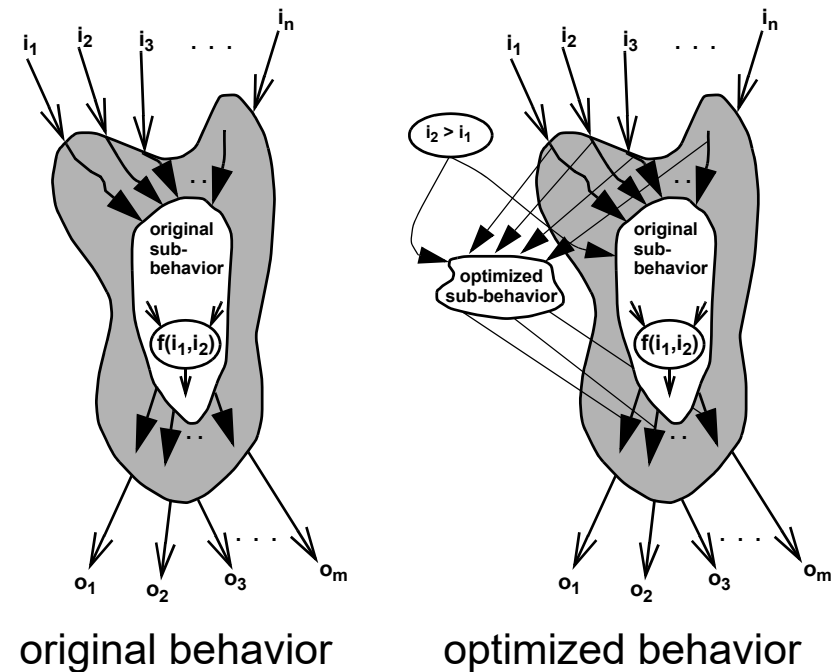 i1 i2 i3 . . . in
original
sub-
behavior
f(i1,i2)
. .
. .
o1 o2 o3 . . . om
original behavior
i1 i2 i3 . . . in
i2 > i1
optimized
sub-behavior
original
sub-
behavior
f(i1,i2)
. .
. .
o1 o2 o3 . . . om
optimized behavior